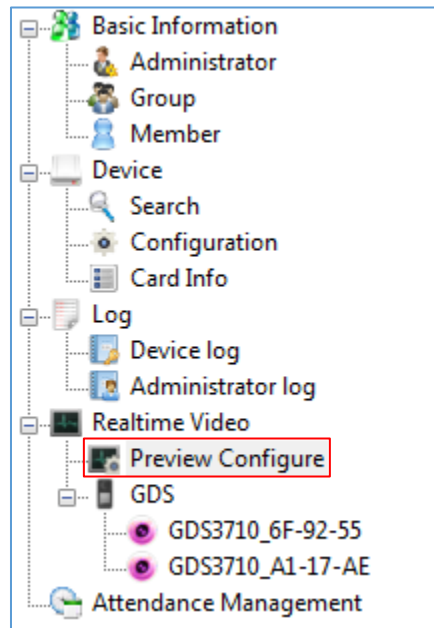 Basic Information
Administrator
Group
Member
Device
Search
Configuration
Card Info
Log
Device log
Administrator log
Realtime Video
Preview Configure
GDS
GDS3710_6F-92-55
GDS3710_A1-17-AE
Attendance Management